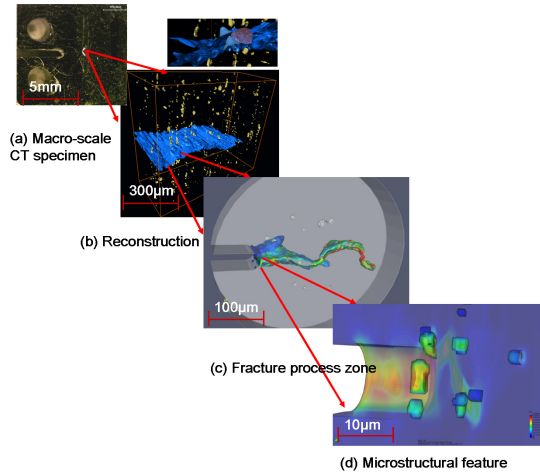 5mm
(a) Macro-scale
CT specimen
300µm
(b) Reconstruction
100µm
(c) Fracture process zone
10µm
(d) Microstructural feature